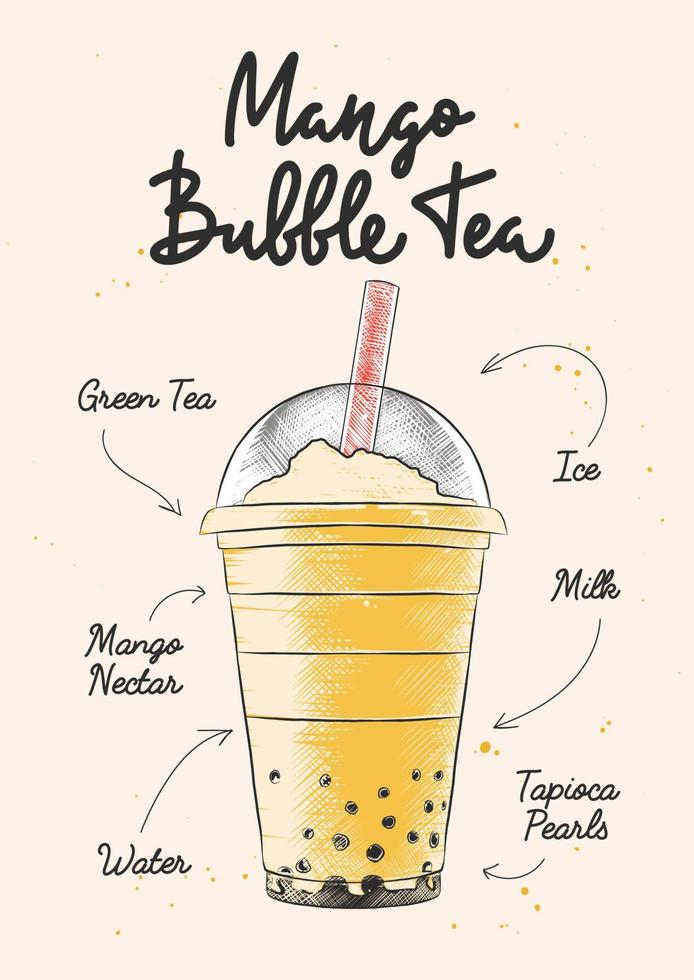 Mango
Bubble Tea
Green Tea
Ice
Milk
Mango
Nectar
Water
Tapioca
Pearls